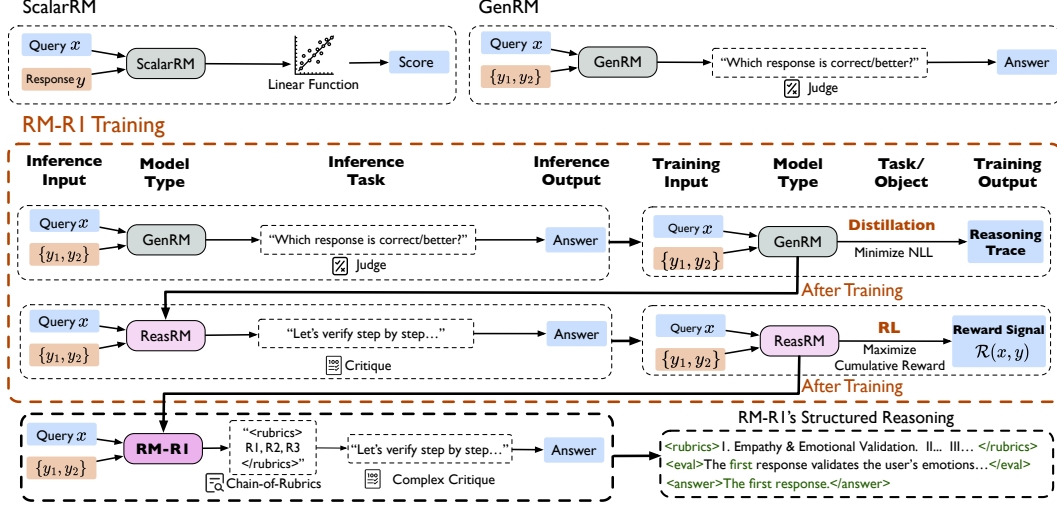 ScalarRM
GenRM
Query x
Response y
ScalarRM
Linear Function
Score
Query x
{y₁, y₂}
GenRM
“Which response is correct/better?”
Judge
Answer
RM-R1 Training
Inference Input
Model Type
Inference Task
Inference Output
Training Input
Model Type
Task/ Object
Training Output
Query x
{y₁, y₂}
GenRM
“Which response is correct/better?”
Judge
Answer
Query x
{y₁, y₂}
GenRM
Distillation
Minimize NLL
Reasoning Trace
After Training
Query x
{y₁, y₂}
ReasRM
“Let’s verify step by step…”
Critique
Answer
Query x
{y₁, y₂}
ReasRM
RL
Maximize
Cumulative Reward
Reward Signal
R(x, y)
After Training
Query x
{y₁, y₂}
RM-R1
“<rubrics>
R1, R2, R3
</rubrics>”
Chain-of-Rubrics
“Let’s verify step by step…”
Complex Critique
Answer
RM-R1’s Structured Reasoning
<rubrics>I. Empathy & Emotional Validation. II... III... </rubrics>
<eval>The first response validates the user’s emotions…</eval>
<answer>The first response.</answer>